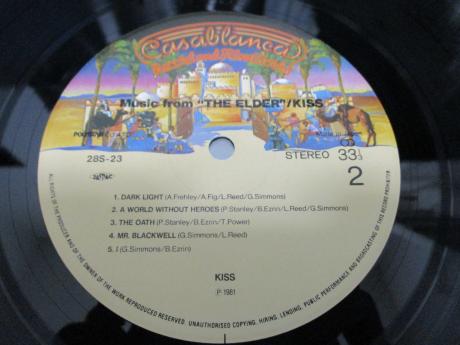 Casablanca
Record and FilmWorks
Music from "THE ELDER"/KISS
28S-23
STEREO 33⅓
2
1. DARK LIGHT (A.Frehley/A.Fig/L.Reed/G.Simmons)
2. A WORLD WITHOUT HEROES (P.Stanley/B.Ezrin/L.Reed/G.Simmons)
3. THE OATH (P.Stanley/B.Ezrin/T.Power)
4. MR. BLACKWELL (G.Simmons/L.Reed)
5. I (G.Simmons/B.Ezrin)
KISS
Ⓟ 1981
ALL RIGHTS OF THE PRODUCER AND OF THE OWNER OF THE WORK REPRODUCED RESERVED. UNAUTHORISED COPYING, HIRING, LENDING, PUBLIC PERFORMANCE AND BROADCASTING OF THIS RECORD PROHIBITED